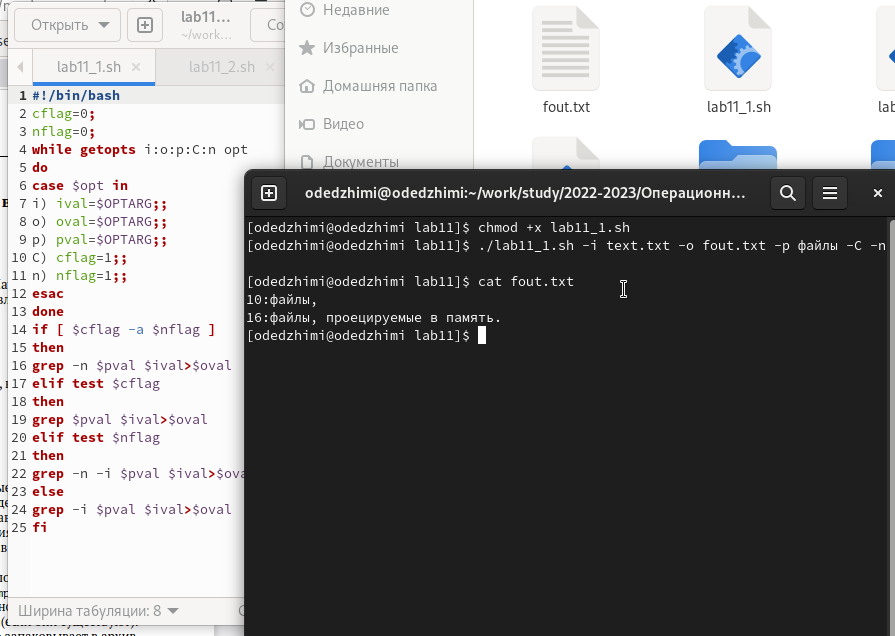 Открыть
lab11...
~/work...
lab11_1.sh
lab11_2.sh
1 #!/bin/bash
2 cflag=0;
3 nflag=0;
4 while getopts i:o:p:C:n opt
5 do
6 case $opt in
7 i) ival=$OPTARG;;
8 o) oval=$OPTARG;;
9 p) pval=$OPTARG;;
10 C) cflag=1;;
11 n) nflag=1;;
12 esac
13 done
14 if [ $cflag -a $nflag ]
15 then
16 grep -n $pval $ival>$oval
17 elif test $cflag
18 then
19 grep $pval $ival>$oval
20 elif test $nflag
21 then
22 grep -n -i $pval $ival>$ova
23 else
24 grep -i $pval $ival>$oval
25 fi
Ширина табуляции: 8
Недавние
Избранные
Домашняя папка
Видео
Документы
fout.txt
lab11_1.sh
odedzhimi@odedzhimi:~/work/study/2022-2023/Операционн...
[odedzhimi@odedzhimi lab11]$ chmod +x lab11_1.sh
[odedzhimi@odedzhimi lab11]$ ./lab11_1.sh -i text.txt -o fout.txt -p файлы -C -n
[odedzhimi@odedzhimi lab11]$ cat fout.txt
10:файлы,
16:файлы, проецируемые в память.
[odedzhimi@odedzhimi lab11]$